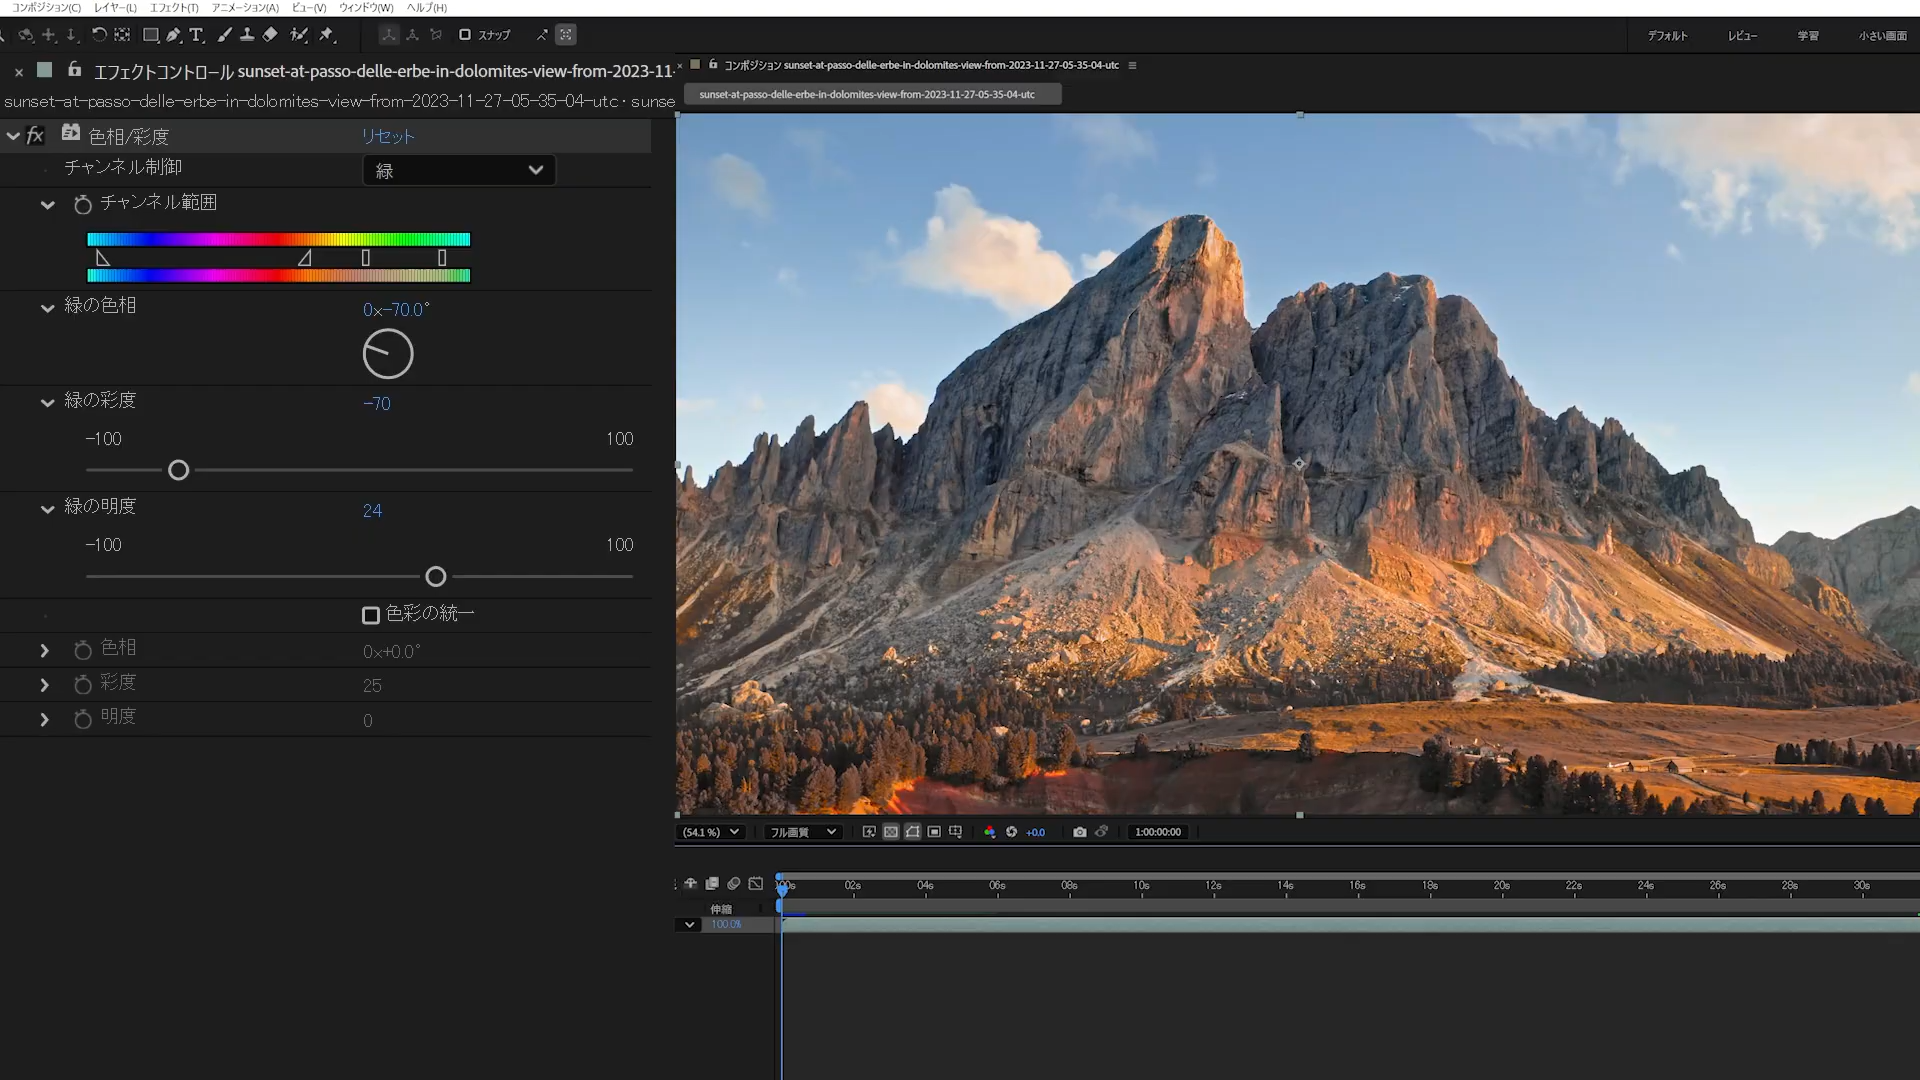 コンポジション(C) レイヤー(L) エフェクト(T) アニメーション(A) ビュー(V) ウィンドウ(W) ヘルプ(H)
スナップ
デフォルト レビュー 学習 小さい画面
エフェクトコントロール sunset-at-passo-delle-erbe-in-dolomites-view-from-2023-11-
sunset-at-passo-delle-erbe-in-dolomites-view-from-2023-11-27-05-35-04-utc・sunse
fx 色相/彩度 リセット
チャンネル制御 緑
チャンネル範囲
緑の色相 0x-70.0°
緑の彩度 -70
-100 100
緑の明度 24
-100 100
色彩の統一
色相 0x+0.0°
彩度 25
明度 0
コンポジション sunset-at-passo-delle-erbe-in-dolomites-view-from-2023-11-27-05-35-04-utc
sunset-at-passo-delle-erbe-in-dolomites-view-from-2023-11-27-05-35-04-utc
(54.1 %) フル画質 +0.0 1:00:00:00
00s 02s 04s 06s 08s 10s 12s 14s 16s 18s 20s 22s 24s 26s 28s 30s
伸縮
100.0%